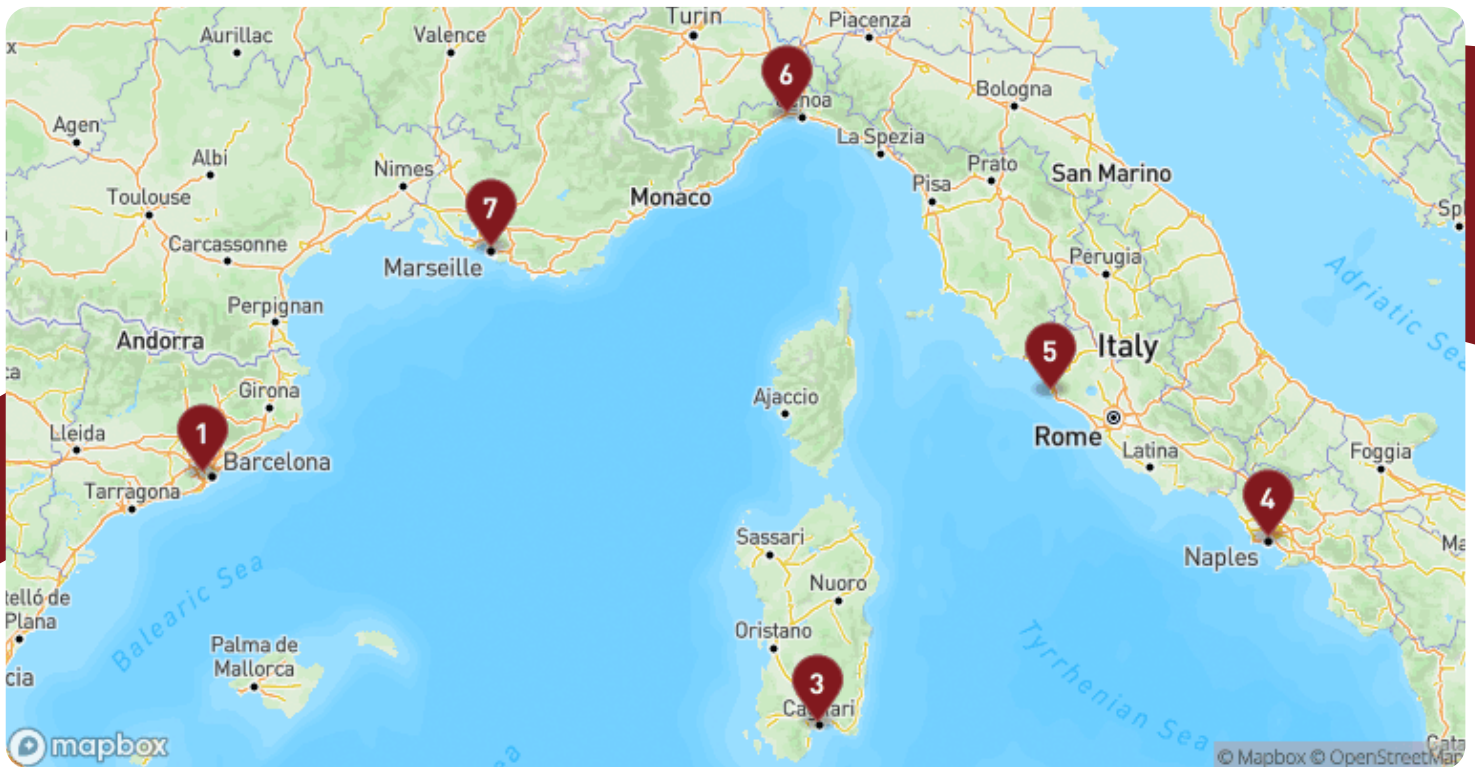 Turin
Piacenza
Aurillac
Valence
6
Bologna
Agen
La Spezia
Albi
Nimes
Prato
San Marino
Pisa
Toulouse
Monaco
7
Carcassonne
Marseille
Perugia
Adriatic Sea
Perpignan
Andorra
5
Italy
Girona
Ajaccio
1
Lleida
Rome
Barcelona
Latina
Foggia
Tarragona
4
Sassari
Naples
Nuoro
Balearic Sea
Oristano
Palma de
Mallorca
Tyrrhenian Sea
3
mapbox
© Mapbox © OpenStreetMap